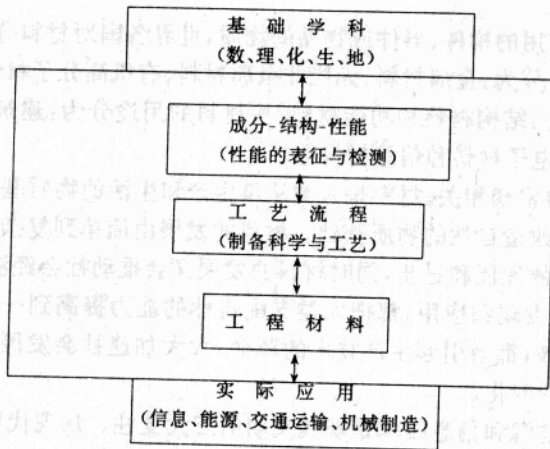 基础学科
(数、理、化、生、地)
成分-结构-性能
(性能的表征与检测)
工艺流程
(制备科学与工艺)
工程材料
实际应用
(信息、能源、交通运输、机械制造)